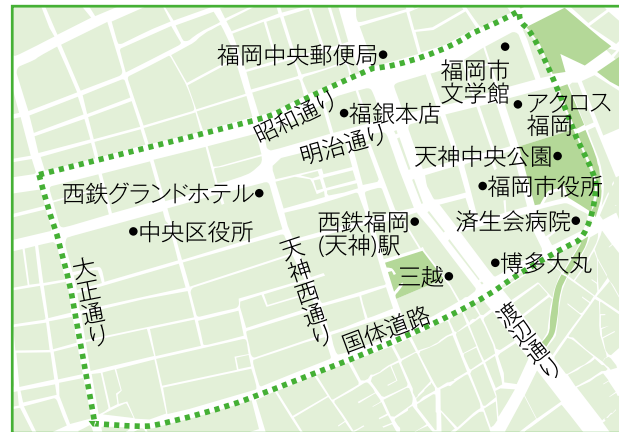 福岡中央郵便局
福岡市
文学館
昭和通り
福銀本店
アクロス
福岡
明治通り
天神中央公園
西鉄グランドホテル
福岡市役所
中央区役所
西鉄福岡
(天神)駅
済生会病院
天神西通り
大正通り
三越
博多大丸
国体道路
渡辺通り